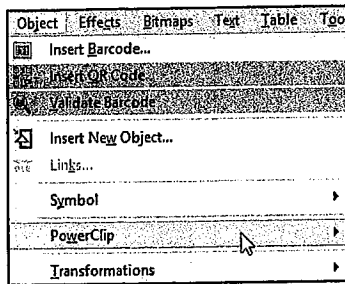 Object Effects Bitmaps Text Table Too
Insert Barcode...
Insert QR Code
Validate Barcode
Insert New Object...
Links...
Symbol
PowerClip
Transformations